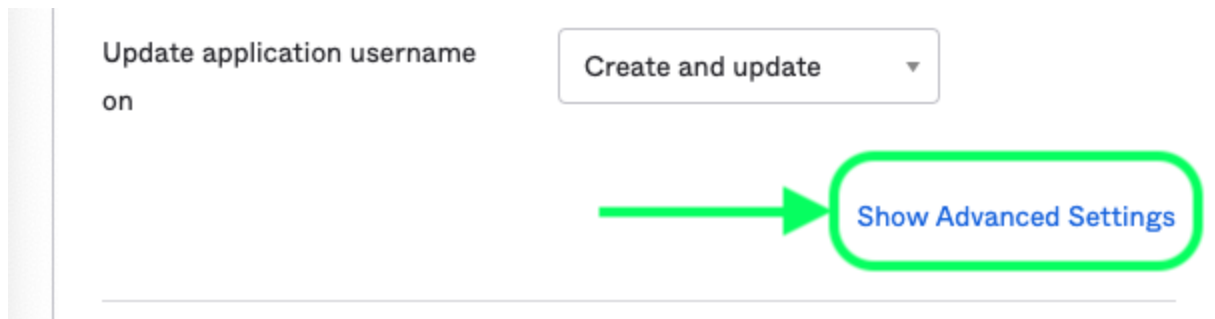 Update application username
on
Create and update
Show Advanced Settings